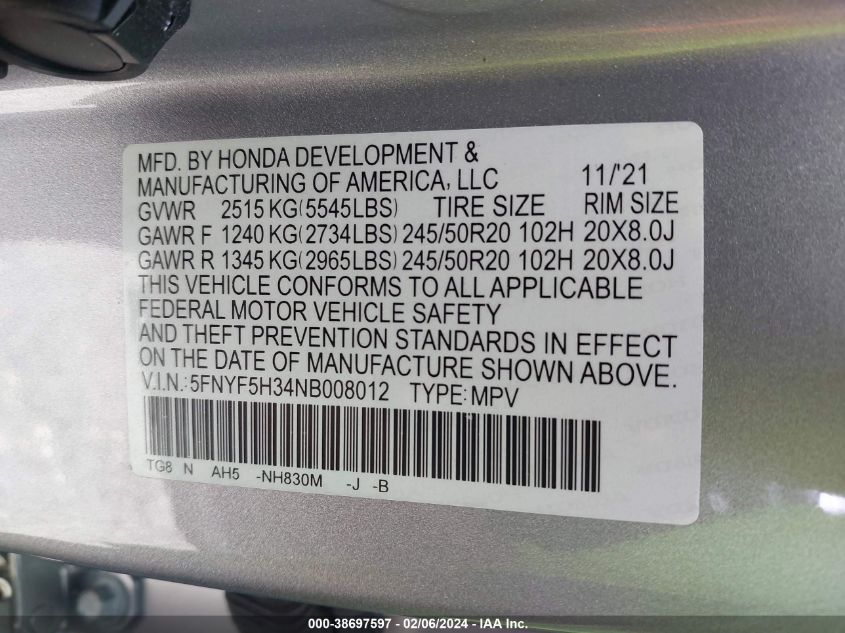 MFD. BY HONDA DEVELOPMENT &
MANUFACTURING OF AMERICA, LLC 11/'21
GVWR 2515 KG(5545LBS) TIRE SIZE RIM SIZE
GAWR F 1240 KG(2734LBS) 245/50R20 102H 20X8.0J
GAWR R 1345 KG(2965LBS) 245/50R20 102H 20X8.0J
THIS VEHICLE CONFORMS TO ALL APPLICABLE
FEDERAL MOTOR VEHICLE SAFETY
AND THEFT PREVENTION STANDARDS IN EFFECT
ON THE DATE OF MANUFACTURE SHOWN ABOVE.
V.I.N.: 5FNYF5H34NB008012 TYPE: MPV
TG8 N AH5 -NH830M -J -B
000-38697597 - 02/06/2024 - IAA Inc.